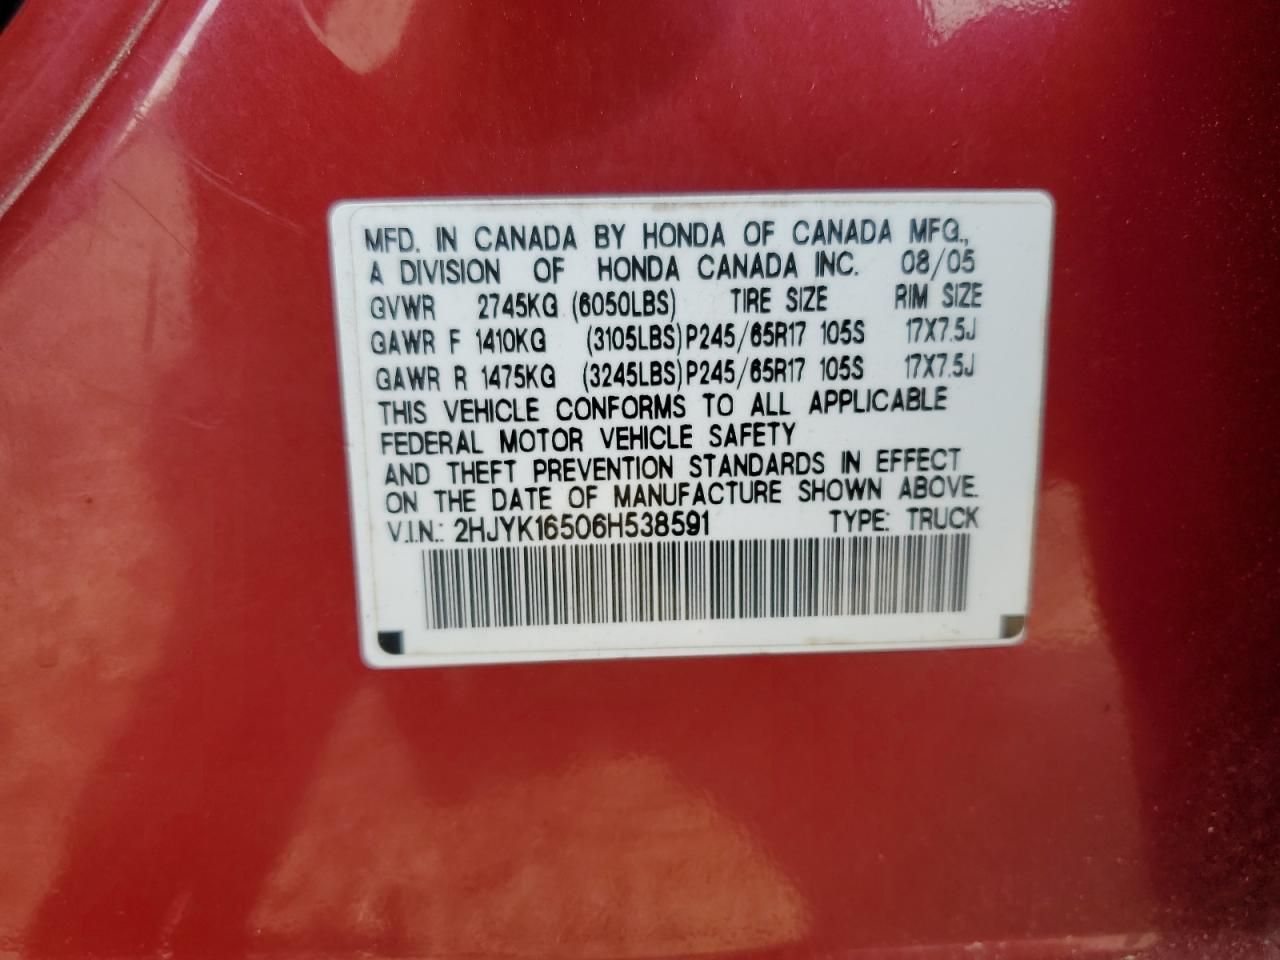 MFD. IN CANADA BY HONDA OF CANADA MFG.,
A DIVISION OF HONDA CANADA INC. 08/05
GVWR 2745KG (6050LBS) TIRE SIZE RIM SIZE
GAWR F 1410KG (3105LBS) P245/65R17 105S 17X7.5J
GAWR R 1475KG (3245LBS) P245/65R17 105S 17X7.5J
THIS VEHICLE CONFORMS TO ALL APPLICABLE
FEDERAL MOTOR VEHICLE SAFETY
AND THEFT PREVENTION STANDARDS IN EFFECT
ON THE DATE OF MANUFACTURE SHOWN ABOVE.
V.I.N.: 2HJYK16506H538591 TYPE: TRUCK